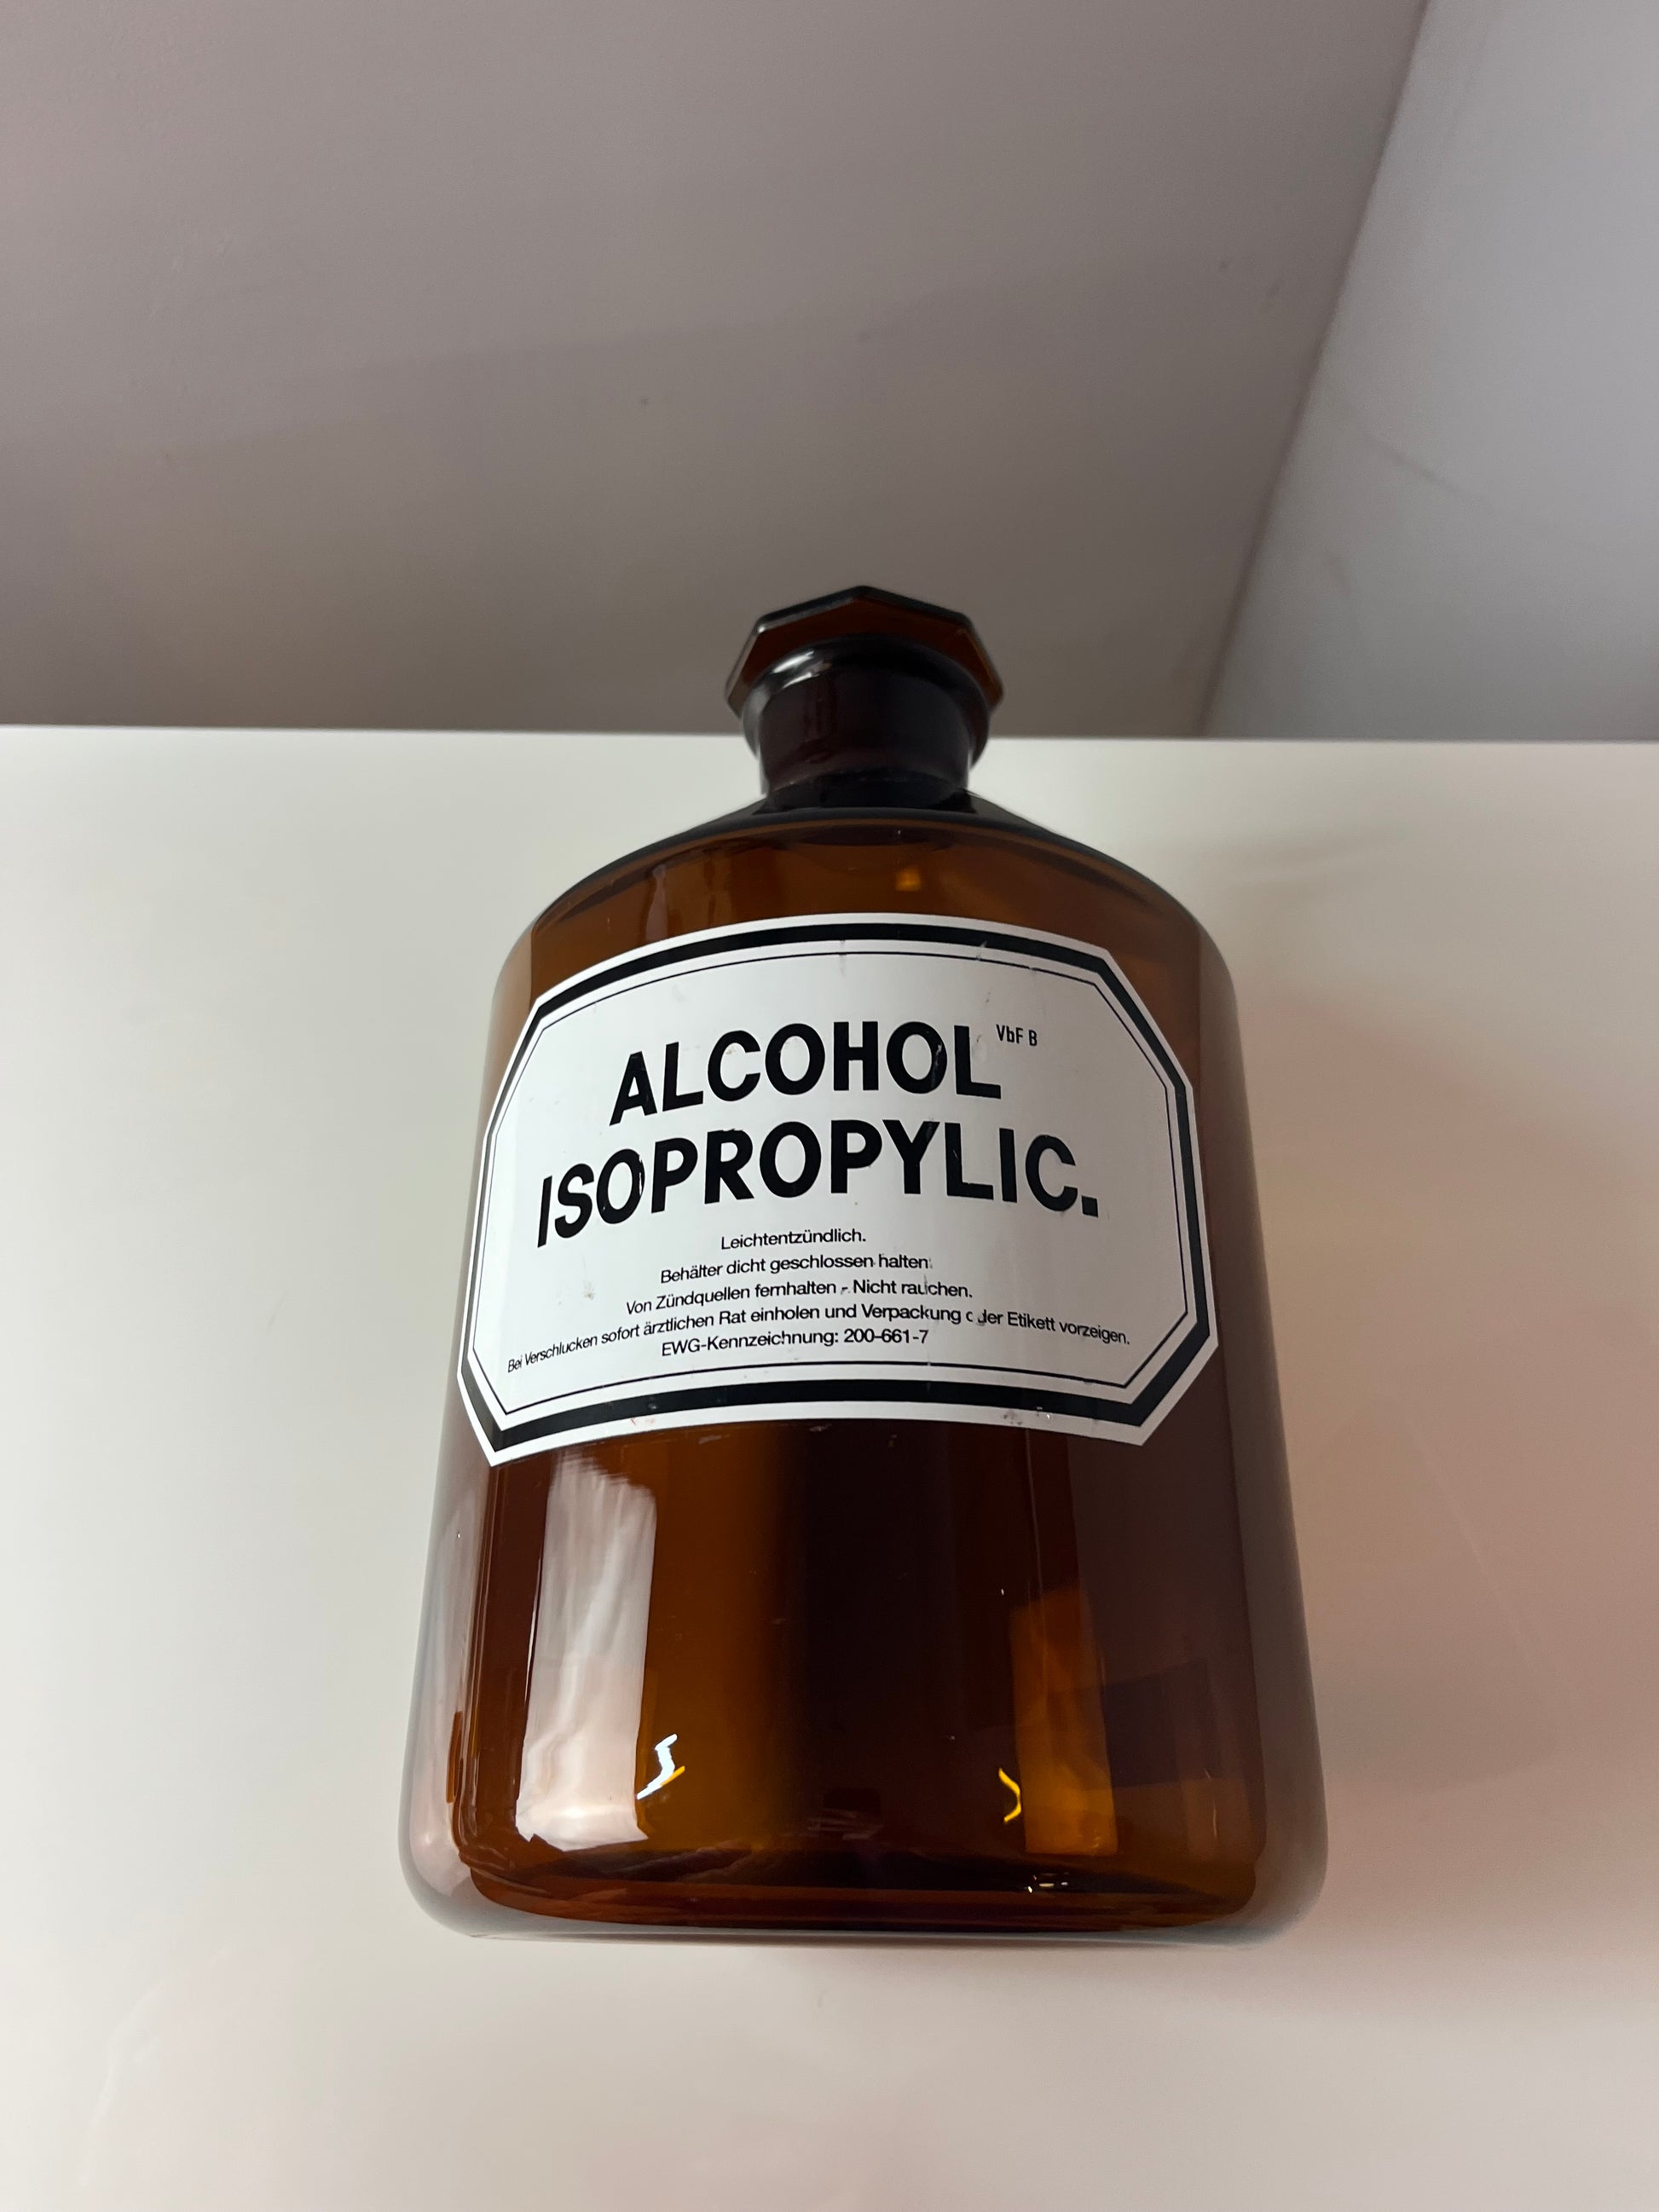 ALCOHOL VbF B
ISOPROPYLIC.
Leichtentzündlich.
Behälter dicht geschlossen halten.
Von Zündquellen fernhalten - Nicht rauchen.
Bei Verschlucken sofort ärztlichen Rat einholen und Verpackung oder Etikett vorzeigen.
EWG-Kennzeichnung: 200-661-7